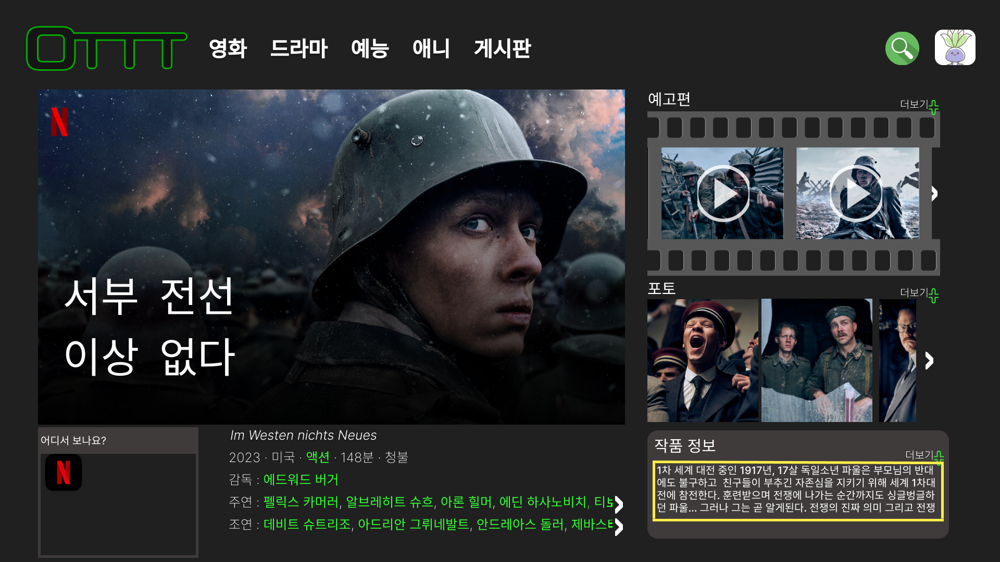 OTTT
영화 드라마 예능 애니 게시판
N
서부 전선
이상 없다
예고편
더보기
포토
더보기
어디서 보나요?
N
Im Westen nichts Neues
2023 · 미국 · 액션 · 148분 · 청불
감독 : 에드워드 버거
주연 : 펠릭스 카머러, 알브레히트 슈흐, 아론 힐머, 에딘 하사노비치,
조연 : 데비트 슈트리조, 아드리안 그뤼네발트, 안드레아스 돌러, 제바스
작품 정보
더보기
1차 세계 대전 중인 1917년, 17살 독일소년 파울은 부모님의 반대
에도 불구하고 친구들이 부추긴 자존심을 지키기 위해 세계 1차대
전에 참전한다. 훈련받으며 전쟁에 나가는 순간까지도 싱글벙글하
던 파울... 그러나 그는 곧 알게된다. 전쟁의 진짜 의미 그리고 전쟁